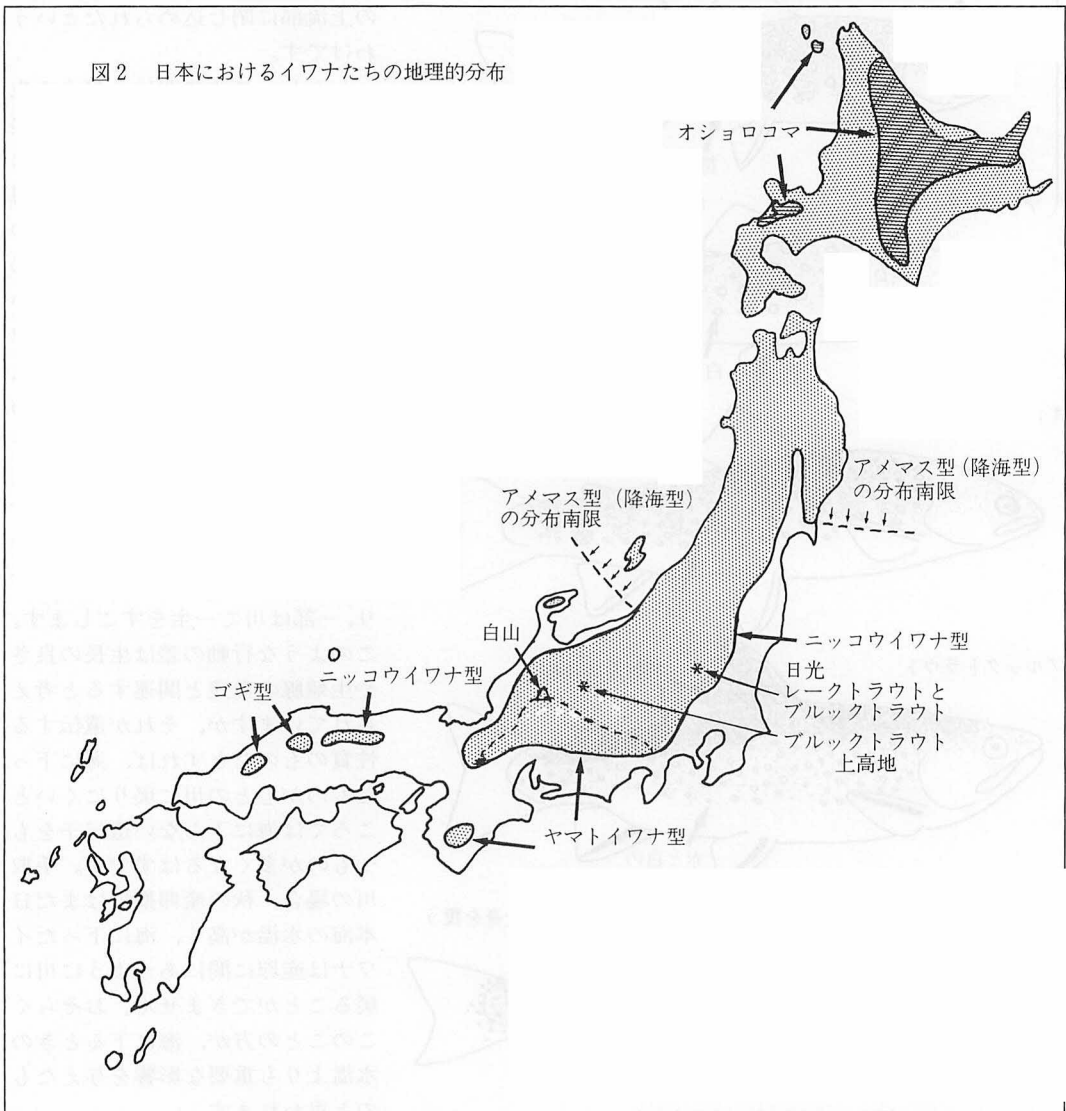 図2　日本におけるイワナたちの地理的分布
オショロコマ
アメマス型（降海型）
の分布南限
アメマス型（降海型）
の分布南限
白山
ニッコウイワナ型
ゴギ型
ニッコウイワナ型
日光
レークトラウトと
ブルックトラウト
ブルックトラウト
上高地
ヤマトイワナ型